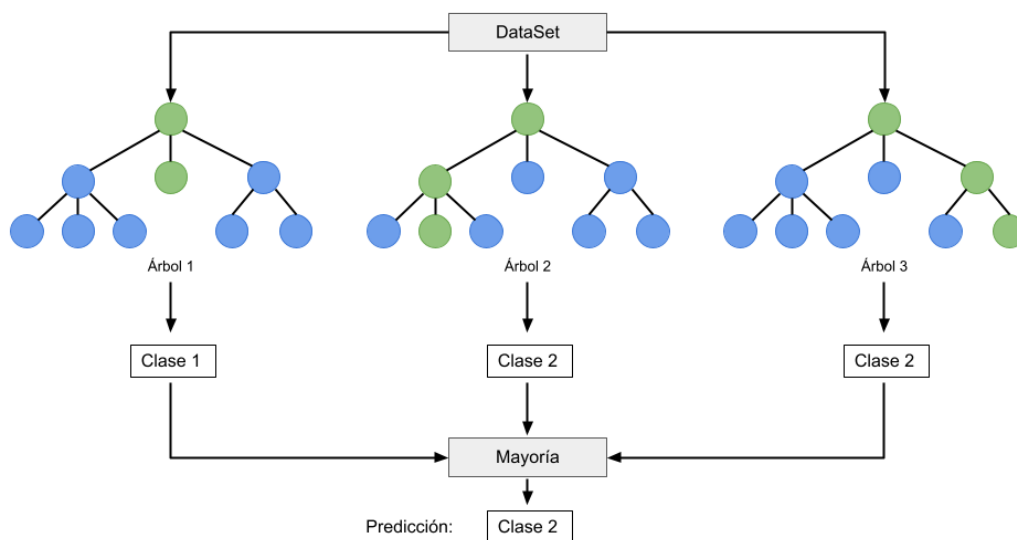 DataSet
Árbol 1
Árbol 2
Árbol 3
Clase 1
Clase 2
Clase 2
Mayoría
Predicción:
Clase 2